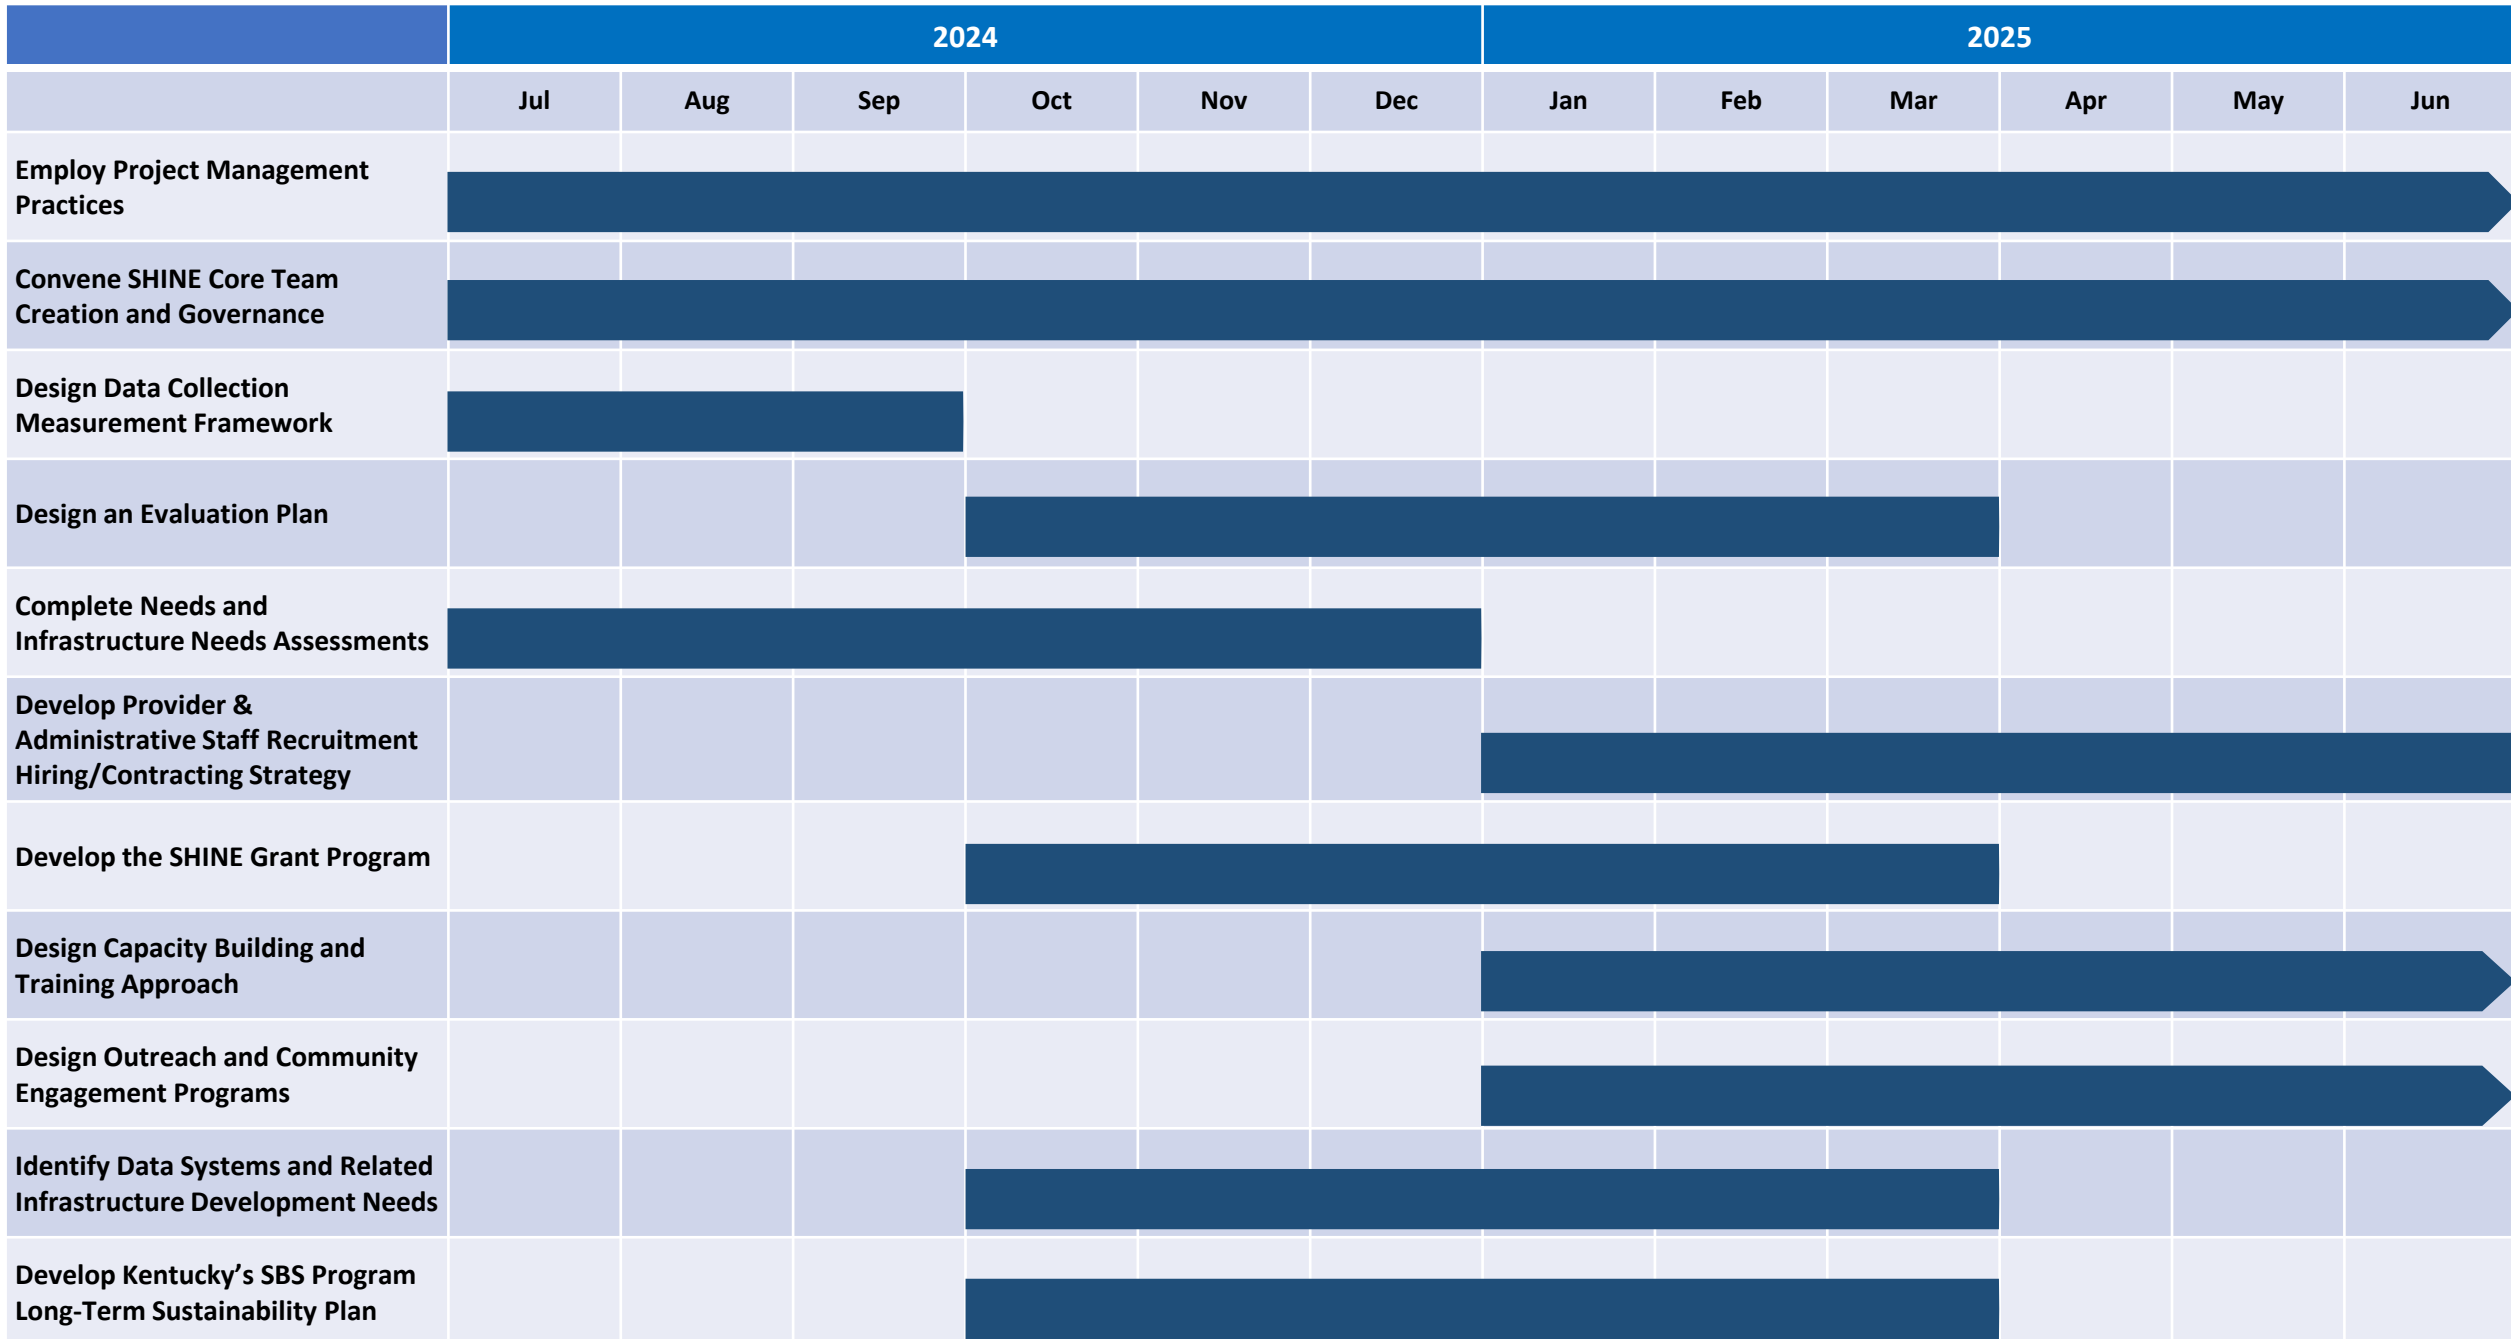 2024 2025
Jul Aug Sep Oct Nov Dec Jan Feb Mar Apr May Jun
Employ Project Management
Practices
Convene SHINE Core Team
Creation and Governance
Design Data Collection
Measurement Framework
Design an Evaluation Plan
Complete Needs and
Infrastructure Needs Assessments
Develop Provider &
Administrative Staff Recruitment
Hiring/Contracting Strategy
Develop the SHINE Grant Program
Design Capacity Building and
Training Approach
Design Outreach and Community
Engagement Programs
Identify Data Systems and Related
Infrastructure Development Needs
Develop Kentucky’s SBS Program
Long-Term Sustainability Plan